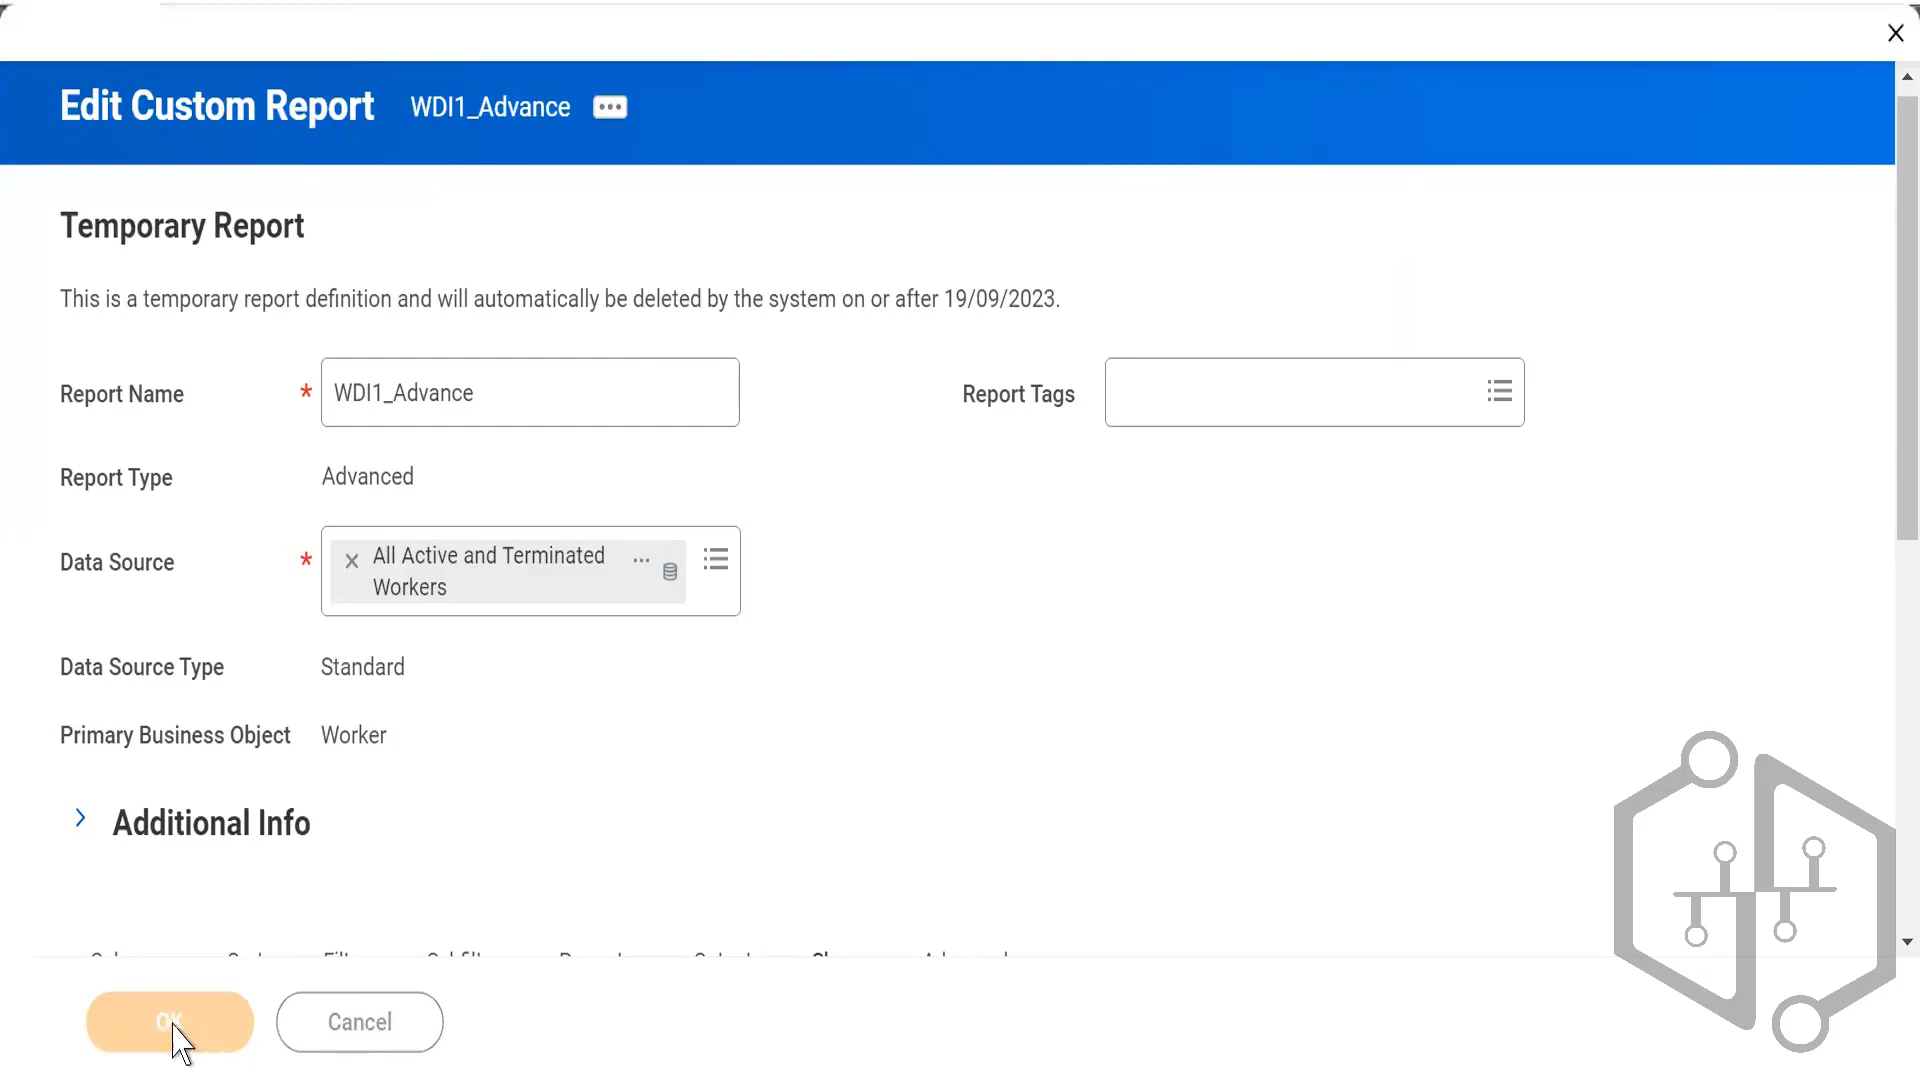 Edit Custom Report WDI1_Advance
Temporary Report
This is a temporary report definition and will automatically be deleted by the system on or after 19/09/2023.
Report Name * WDI1_Advance Report Tags
Report Type Advanced
Data Source * All Active and Terminated
Workers
Data Source Type Standard
Primary Business Object Worker
Additional Info
OK Cancel